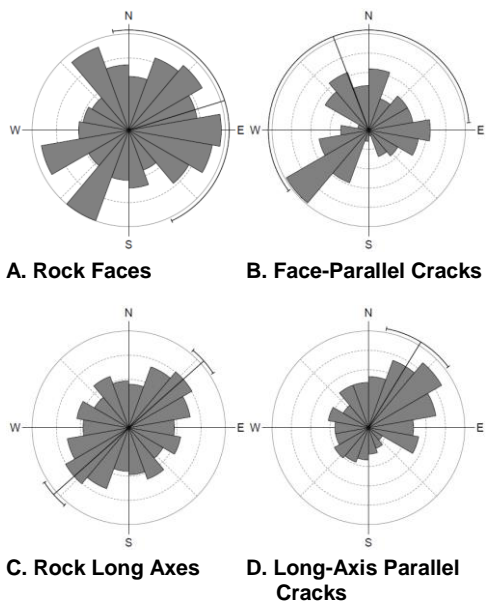 N
N
W
E
W
E
S
S
A. Rock Faces
B. Face-Parallel Cracks
N
N
W
E
W
E
S
S
C. Rock Long Axes
D. Long-Axis Parallel
Cracks